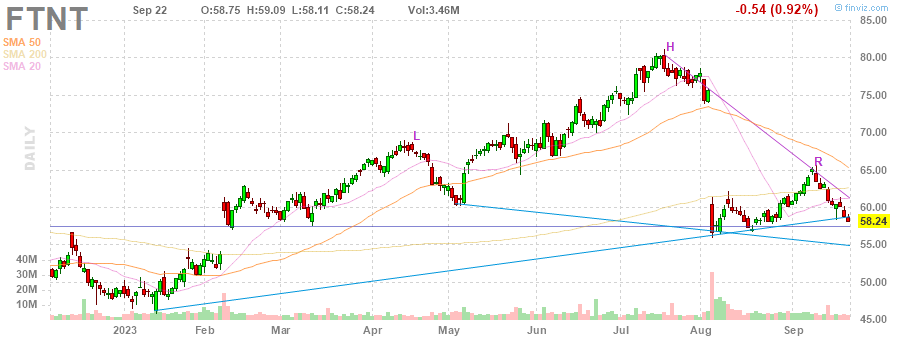 FTNT
Sep 22 O:58.75 H:59.09 L:58.11 C:58.24 Vol:3.46M
-0.54 (0.92%)
finviz.com
SMA 50
SMA 200
SMA 20
DAILY
L
H
R
85.00
80.00
75.00
70.00
65.00
60.00
58.24
55.00
50.00
45.00
40M
30M
20M
10M
2023 Feb Mar Apr May Jun Jul Aug Sep